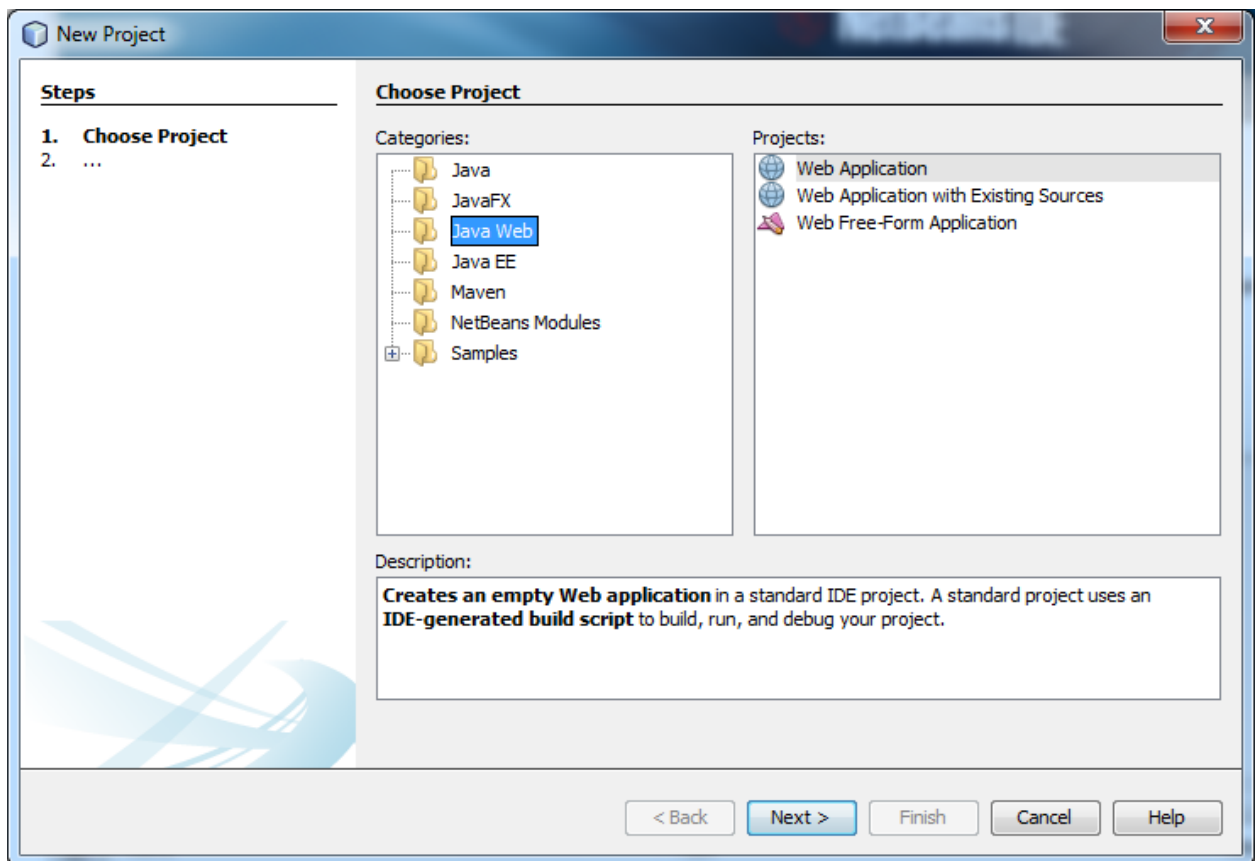 New Project
Steps
1. Choose Project
2. ...
Choose Project
Categories:
Java
JavaFX
Java Web
Java EE
Maven
NetBeans Modules
Samples
Projects:
Web Application
Web Application with Existing Sources
Web Free-Form Application
Description:
Creates an empty Web application in a standard IDE project. A standard project uses an
IDE-generated build script to build, run, and debug your project.
< Back
Next >
Finish
Cancel
Help